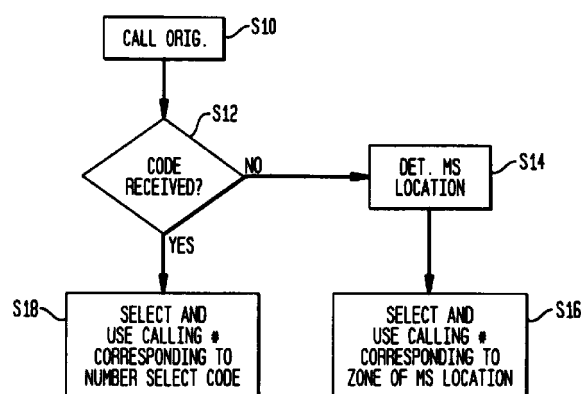 CALL ORIG.
S10
S12
CODE
RECEIVED?
NO
DET. MS
LOCATION
S14
YES
S18
SELECT AND
USE CALLING #
CORRESPONDING TO
NUMBER SELECT CODE
SELECT AND
USE CALLING #
CORRESPONDING TO
ZONE OF MS LOCATION
S16